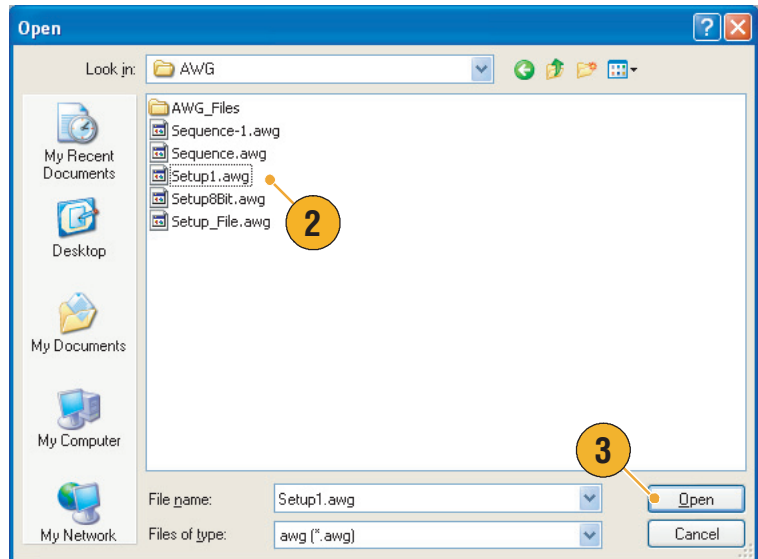 Open
Look in: AWG
AWG_Files
Sequence-1.awg
Sequence.awg
Setup1.awg
Setup8Bit.awg
Setup_File.awg
2
My Recent
Documents
Desktop
My Documents
My Computer
My Network
3
File name: Setup1.awg Open
Files of type: awg (*.awg) Cancel